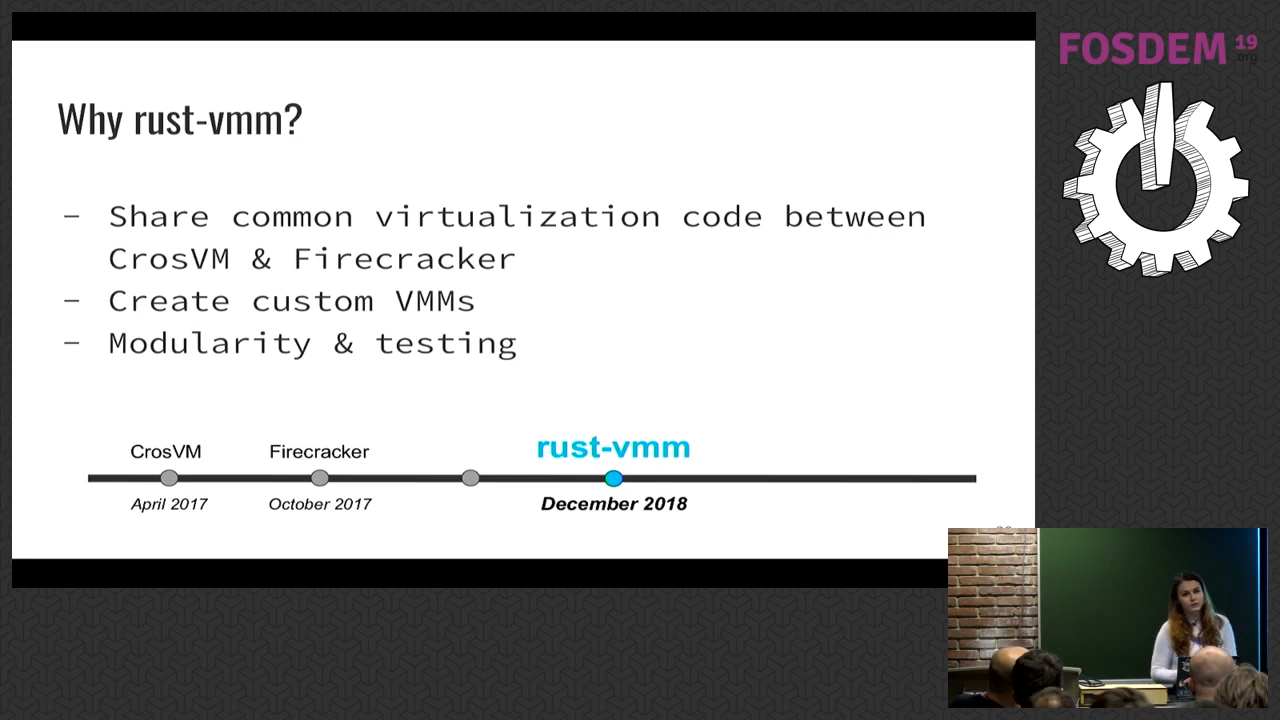 FOSDEM 19
.org
Why rust-vmm?
– Share common virtualization code between
CrosVM & Firecracker
– Create custom VMMs
– Modularity & testing
CrosVM
Firecracker
rust-vmm
April 2017
October 2017
December 2018